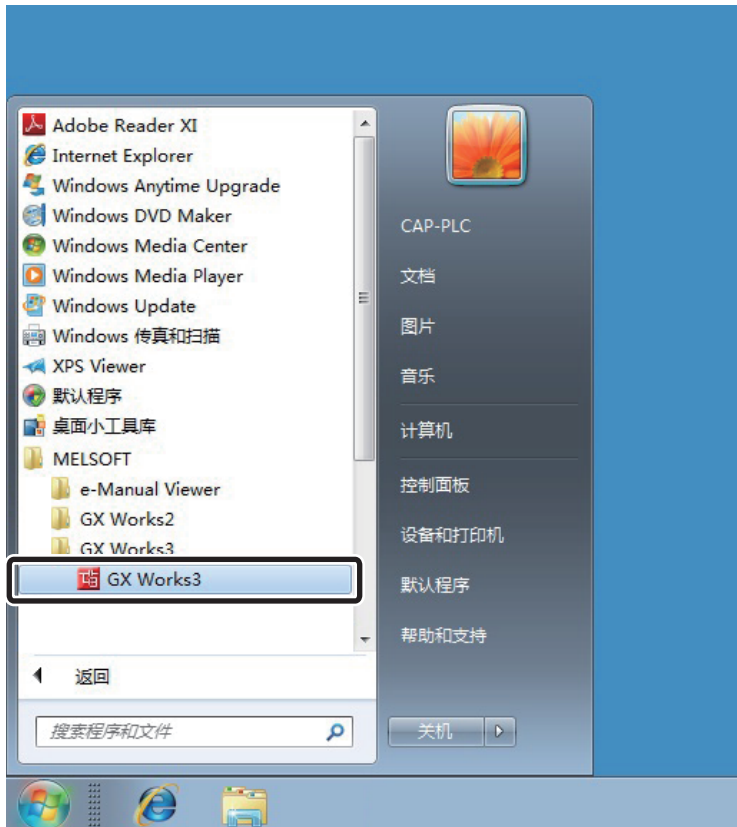 Adobe Reader XI
Internet Explorer
Windows Anytime Upgrade
Windows DVD Maker
Windows Media Center
Windows Media Player
Windows Update
Windows 传真和扫描
XPS Viewer
默认程序
桌面小工具库
MELSOFT
e-Manual Viewer
GX Works2
GX Works3
GX Works3
返回
搜索程序和文件
CAP-PLC
文档
图片
音乐
计算机
控制面板
设备和打印机
默认程序
帮助和支持
关机